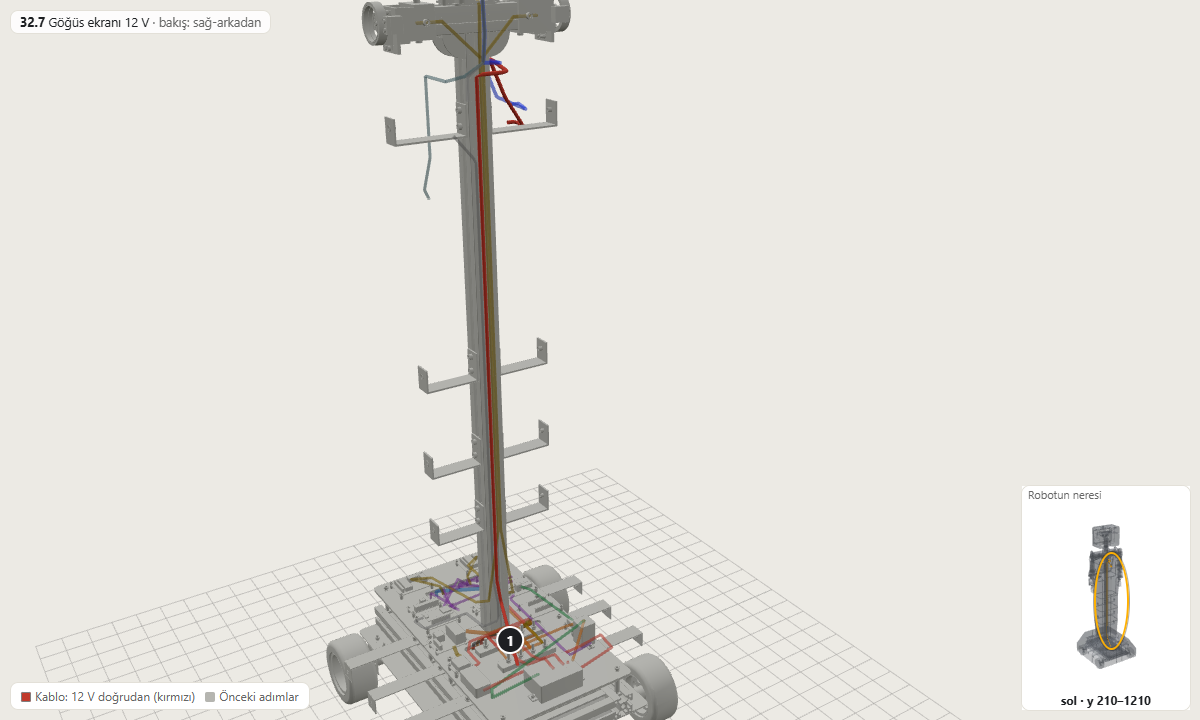 32.7 Göğüs ekranı 12 V · bakış: sağ-arkadan
1
Robotun neresi
sol · y 210–1210
Kablo: 12 V doğrudan (kırmızı) Önceki adımlar